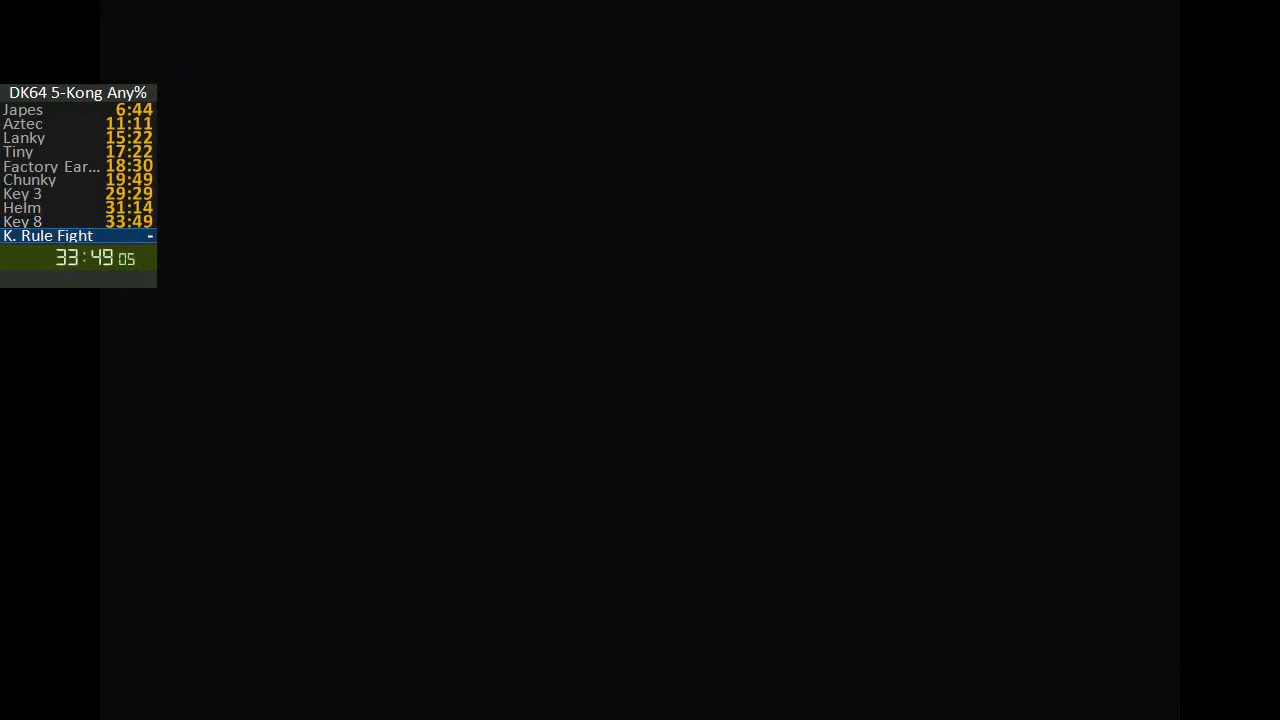 DK64 5-Kong Any%
Japes 6:44
Aztec 11:11
Lanky 15:22
Tiny 17:22
Factory Ear... 18:30
Chunky 19:49
Key 3 29:29
Helm 31:14
Key 8 33:49
K. Rule Fight -
33:49 05